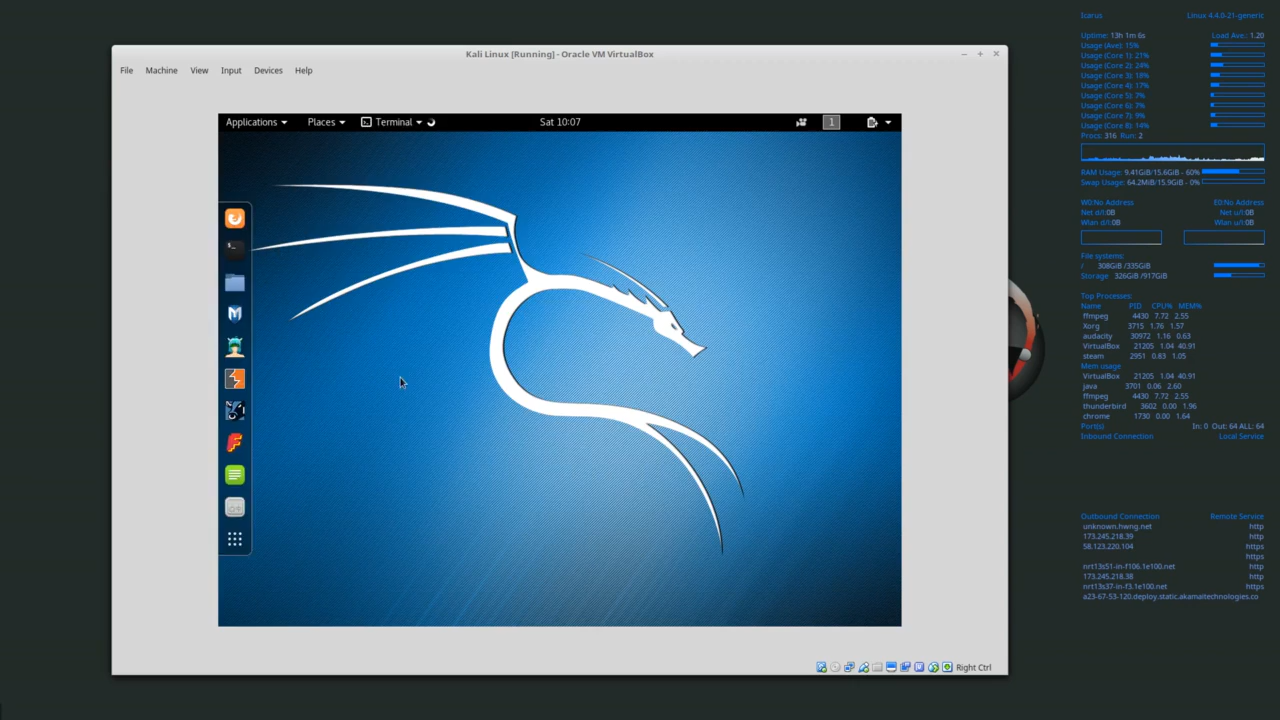 Kali Linux [Running] - Oracle VM VirtualBox
File Machine View Input Devices Help
Applications Places Terminal Sat 10:07 1
Right Ctrl
Icarus Linux 4.4.0-21-generic
Uptime: 13h 1m 6s Load Ave.: 1.20
Usage (Ave): 15%
Usage (Core 1): 21%
Usage (Core 2): 24%
Usage (Core 3): 18%
Usage (Core 4): 17%
Usage (Core 5): 7%
Usage (Core 6): 7%
Usage (Core 7): 9%
Usage (Core 8): 14%
Procs: 316 Run: 2
RAM Usage: 9.41GiB/15.6GiB - 60%
Swap Usage: 64.2MiB/15.9GiB - 0%
W0:No Address E0:No Address
Net d/l:0B Net u/l:0B
Wlan d/l:0B Wlan u/l:0B
File systems:
/ 308GiB /335GiB
Storage 326GiB /917GiB
Top Processes:
Name PID CPU% MEM%
ffmpeg 4430 7.72 2.55
Xorg 3715 1.76 1.57
audacity 30972 1.16 0.63
VirtualBox 21205 1.04 40.91
steam 2951 0.83 1.05
Mem usage
VirtualBox 21205 1.04 40.91
java 3701 0.06 2.60
ffmpeg 4430 7.72 2.55
thunderbird 3602 0.00 1.96
chrome 1730 0.00 1.64
Port(s) In: 0 Out: 64 ALL: 64
Inbound Connection Local Service
Outbound Connection Remote Service
unknown.hwng.net http
173.245.218.39 http
58.123.220.104 https
https
nrt13s51-in-f106.1e100.net http
173.245.218.38 http
nrt13s37-in-f3.1e100.net https
a23-67-53-120.deploy.static.akamaitechnologies.co